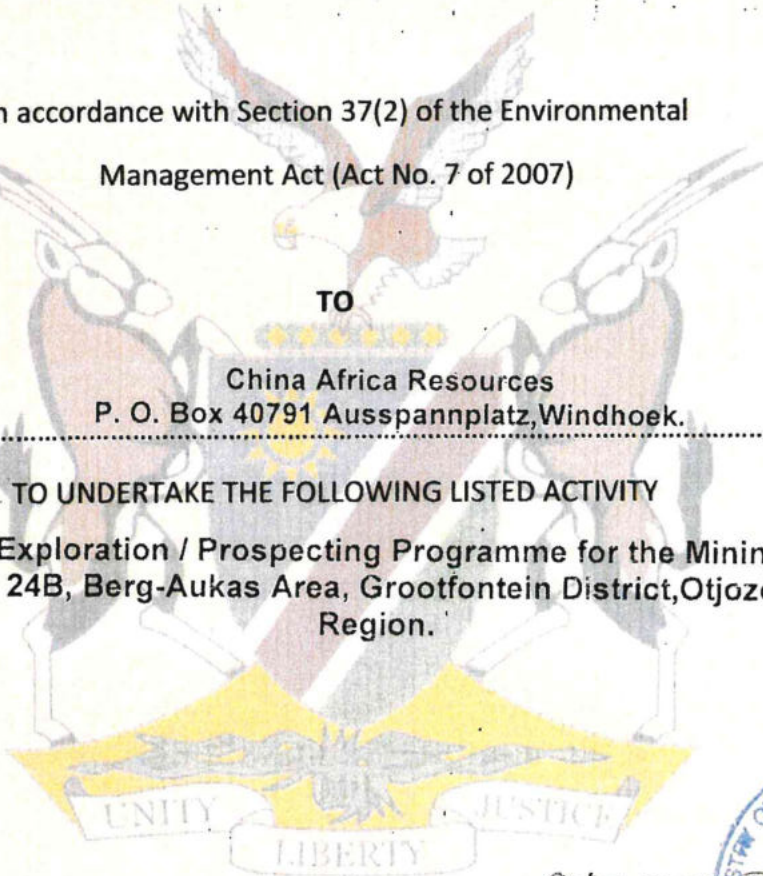 n accordance with Section 37(2) of the Environmental
Management Act (Act No. 7 of 2007)
TO
China Africa Resources
P. O. Box 40791 Ausspannplatz,Windhoek.
TO UNDERTAKE THE FOLLOWING LISTED ACTIVITY
Exploration / Prospecting Programme for the Minin
24B, Berg-Aukas Area, Grootfontein District,Otjozo
Region.
UNITY
JUSTICE
LIBERTY